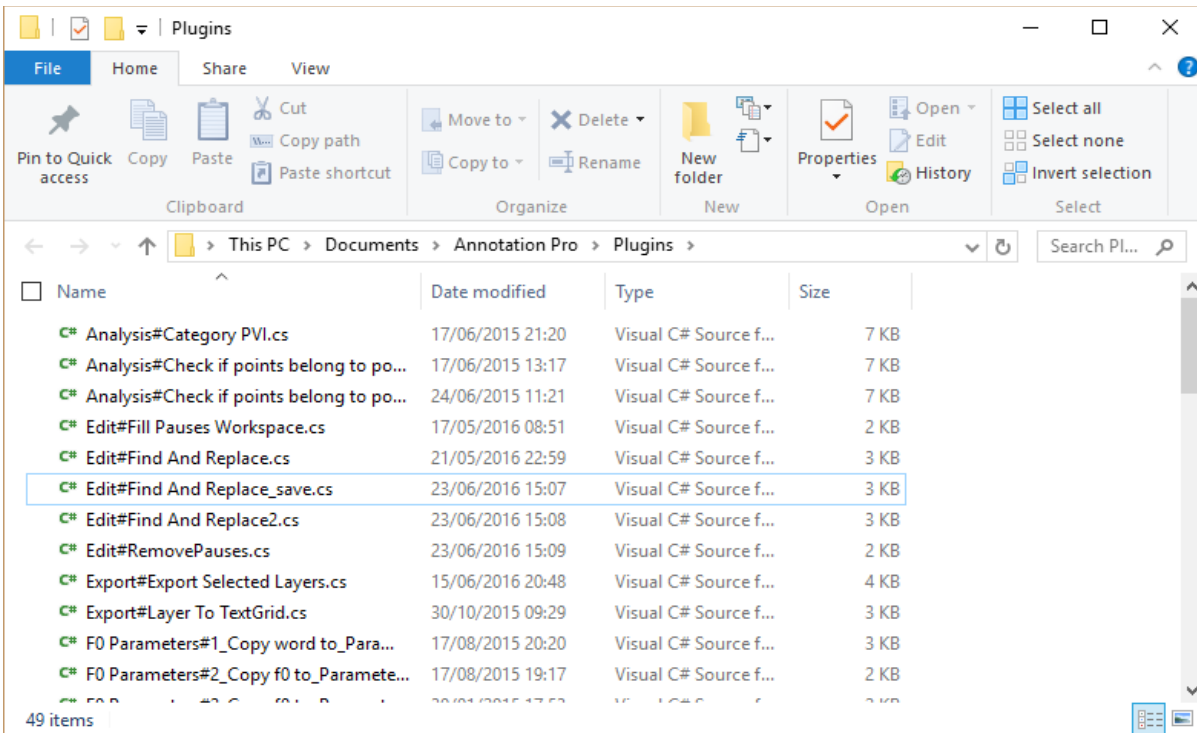 Plugins
File Home Share View
Pin to Quick access
Copy
Paste
Cut
Copy path
Paste shortcut
Clipboard
Move to
Copy to
Delete
Rename
Organize
New folder
New
Properties
Open
Edit
History
Open
Select all
Select none
Invert selection
Select
This PC > Documents > Annotation Pro > Plugins >
Search Pl...
Name Date modified Type Size
C# Analysis#Category PVI.cs 17/06/2015 21:20 Visual C# Source f... 7 KB
C# Analysis#Check if points belong to po... 17/06/2015 13:17 Visual C# Source f... 7 KB
C# Analysis#Check if points belong to po... 24/06/2015 11:21 Visual C# Source f... 7 KB
C# Edit#Fill Pauses Workspace.cs 17/05/2016 08:51 Visual C# Source f... 2 KB
C# Edit#Find And Replace.cs 21/05/2016 22:59 Visual C# Source f... 3 KB
C# Edit#Find And Replace_save.cs 23/06/2016 15:07 Visual C# Source f... 3 KB
C# Edit#Find And Replace2.cs 23/06/2016 15:08 Visual C# Source f... 3 KB
C# Edit#RemovePauses.cs 23/06/2016 15:09 Visual C# Source f... 2 KB
C# Export#Export Selected Layers.cs 15/06/2016 20:48 Visual C# Source f... 4 KB
C# Export#Layer To TextGrid.cs 30/10/2015 09:29 Visual C# Source f... 3 KB
C# F0 Parameters#1_Copy word to_Para... 17/08/2015 20:20 Visual C# Source f... 3 KB
C# F0 Parameters#2_Copy f0 to_Paramete... 17/08/2015 19:17 Visual C# Source f... 2 KB
49 items